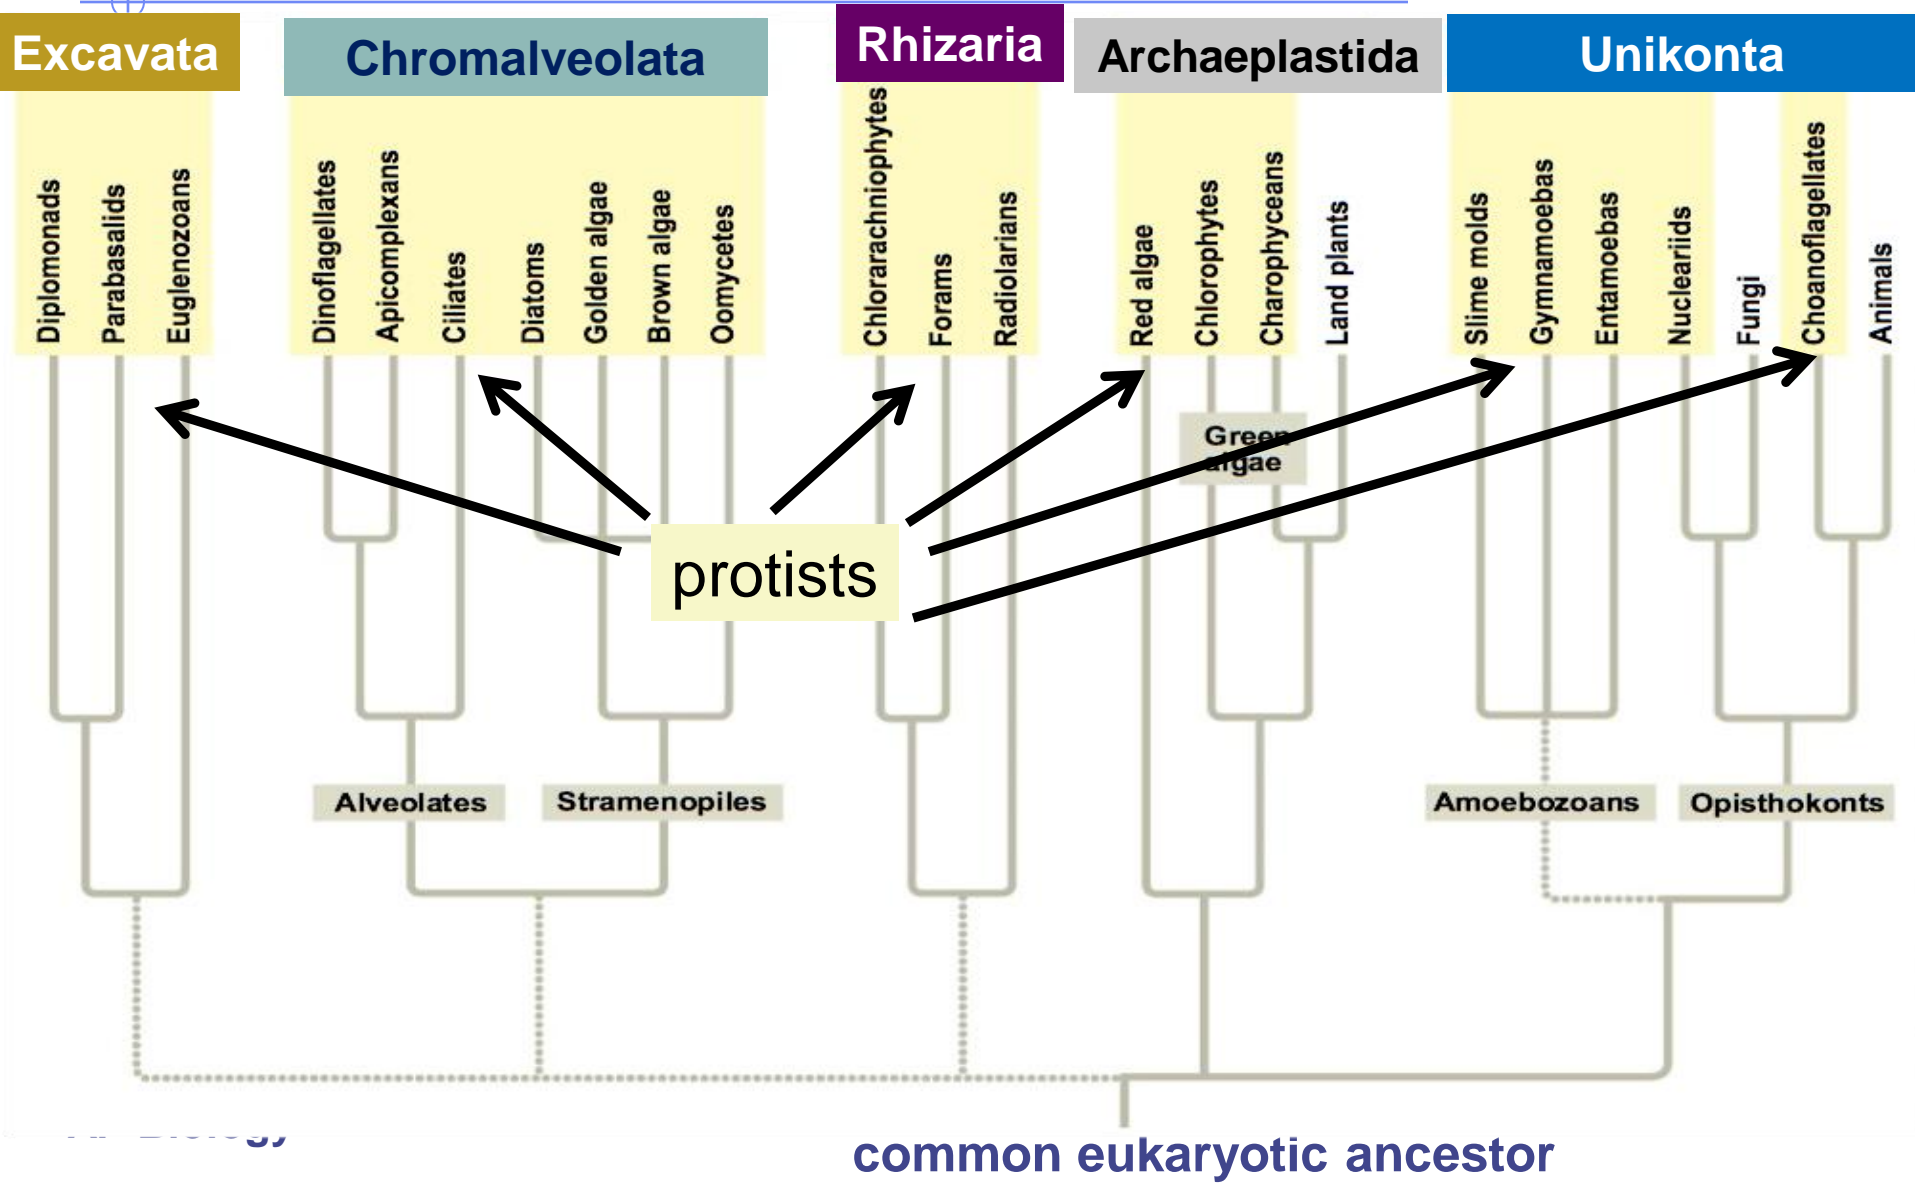 Excavata
Chromalveolata
Rhizaria
Archaeplastida
Unikonta
Diplomonads
Parabasalids
Euglenozoans
Dinoflagellates
Apicomplexans
Ciliates
Diatoms
Golden algae
Brown algae
Oomycetes
Chlorarachniophytes
Forams
Radiolarians
Red algae
Chlorophytes
Charophyceans
Land plants
Slime molds
Gymnamoebas
Entamoebas
Nucleariids
Fungi
Choanoflagellates
Animals
Green
algae
protists
Alveolates
Stramenopiles
Amoebozoans
Opisthokonts
common eukaryotic ancestor